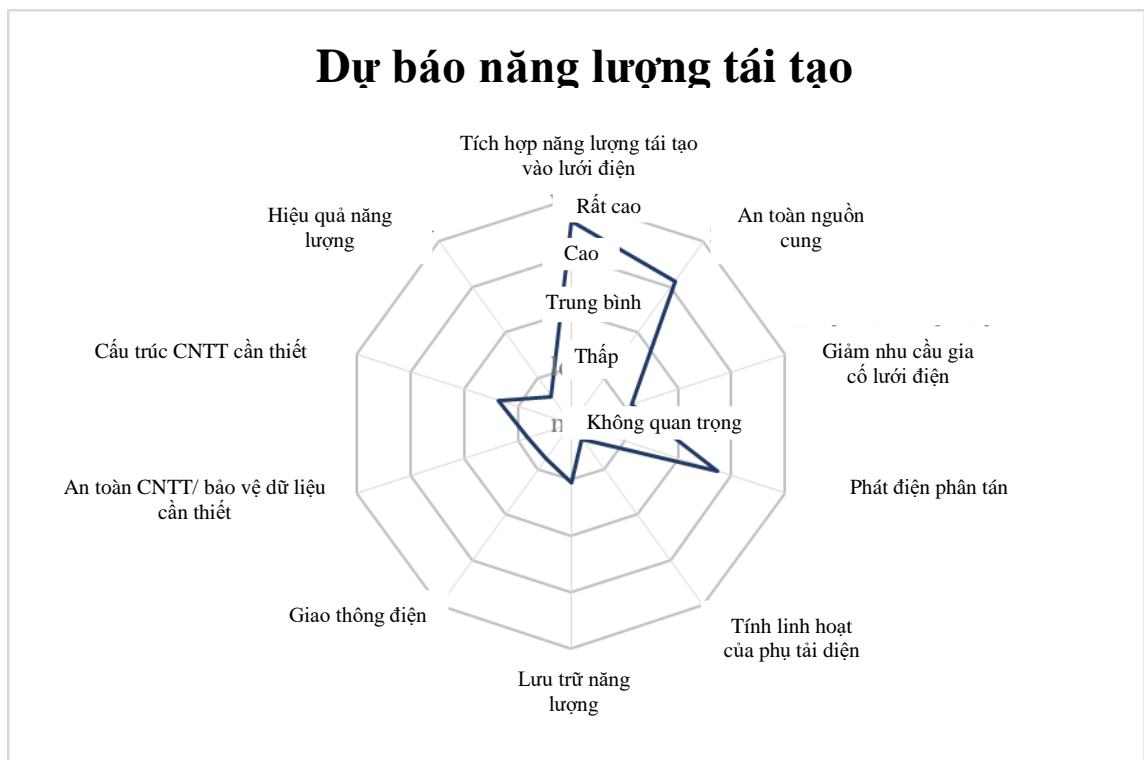 Dự báo năng lượng tái tạo
Tích hợp năng lượng tái tạo
vào lưới điện
Rất cao
Cao
Trung bình
Thấp
Không quan trọng
An toàn nguồn
cung
Giảm nhu cầu gia
cố lưới điện
Phát điện phân tán
Tính linh hoạt
của phụ tải diện
Lưu trữ năng
lượng
Giao thông điện
An toàn CNTT/ bảo vệ dữ liệu
cần thiết
Cấu trúc CNTT cần thiết
Hiệu quả năng
lượng